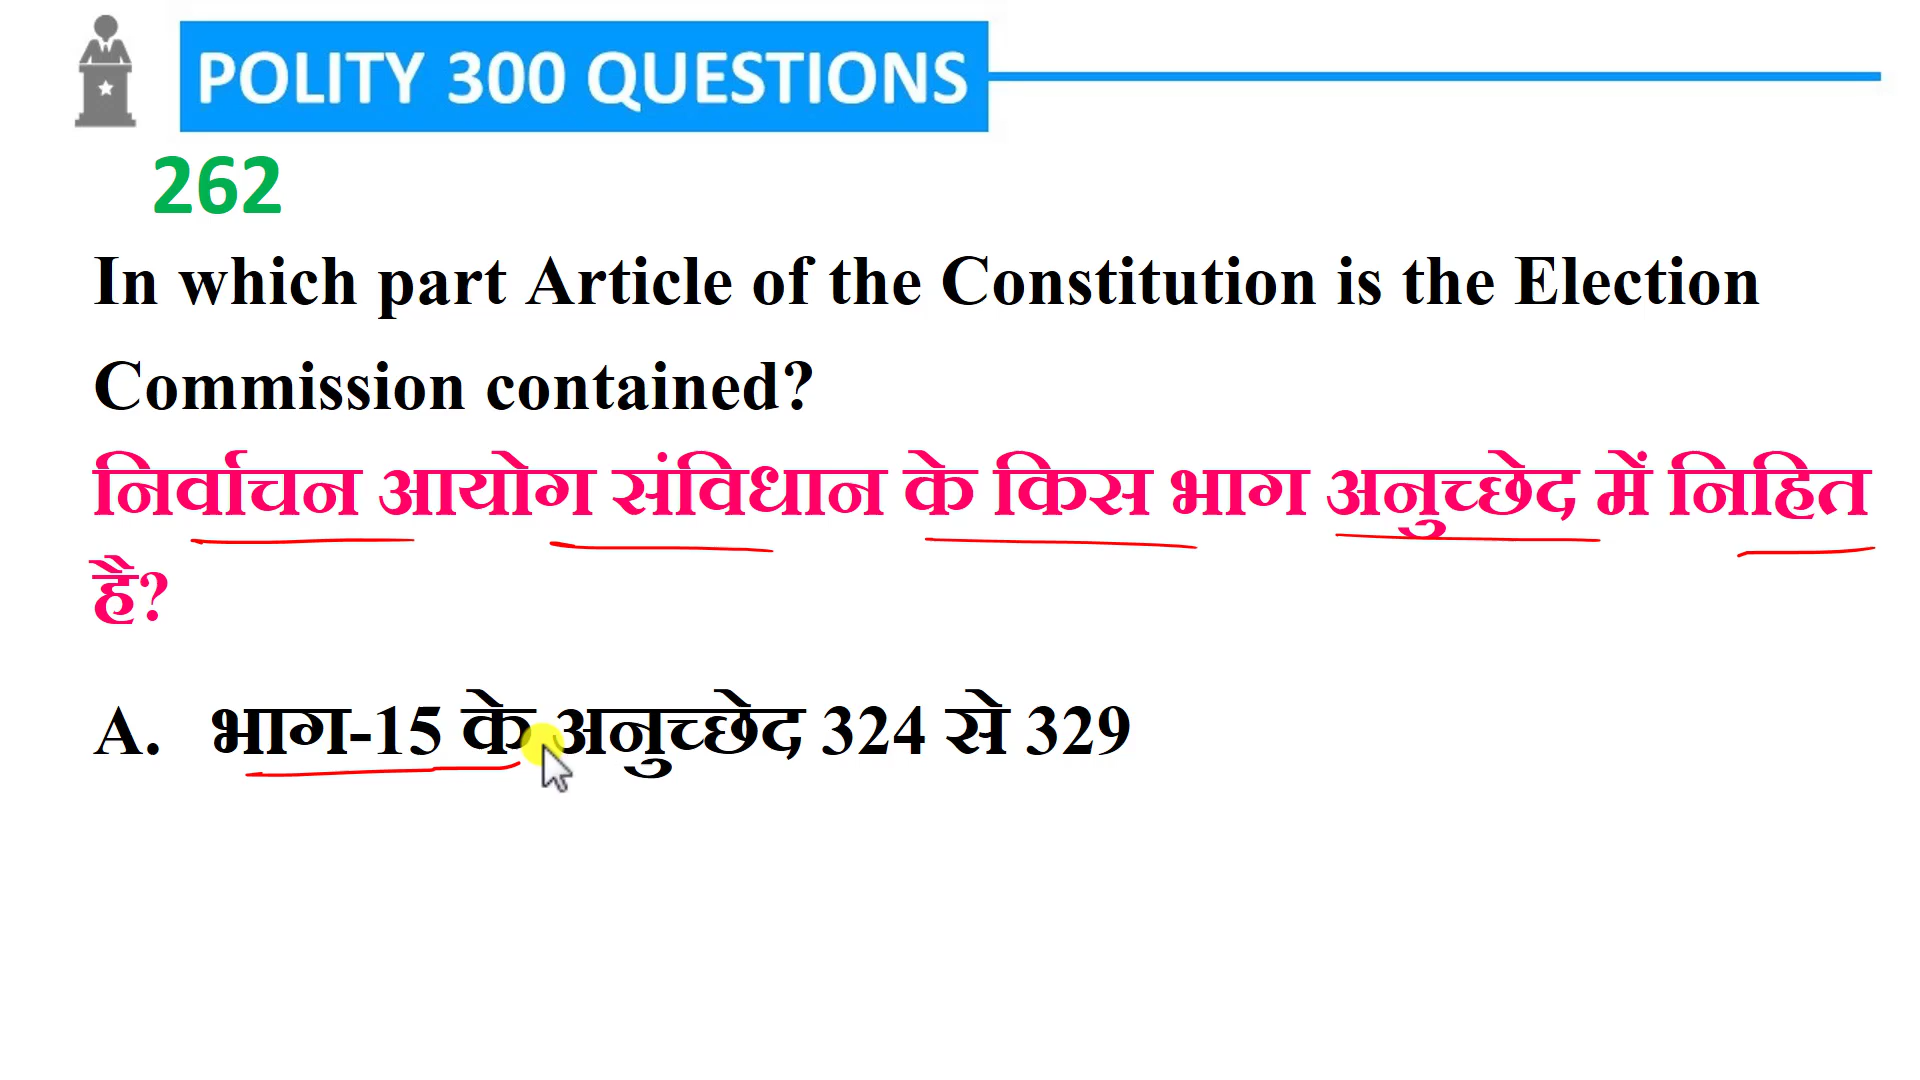 POLITY 300 QUESTIONS
262
In which part Article of the Constitution is the Election
Commission contained?
निर्वाचन आयोग संविधान के किस भाग अनुच्छेद में निहित
है?
A. भाग-15 के अनुच्छेद 324 से 329